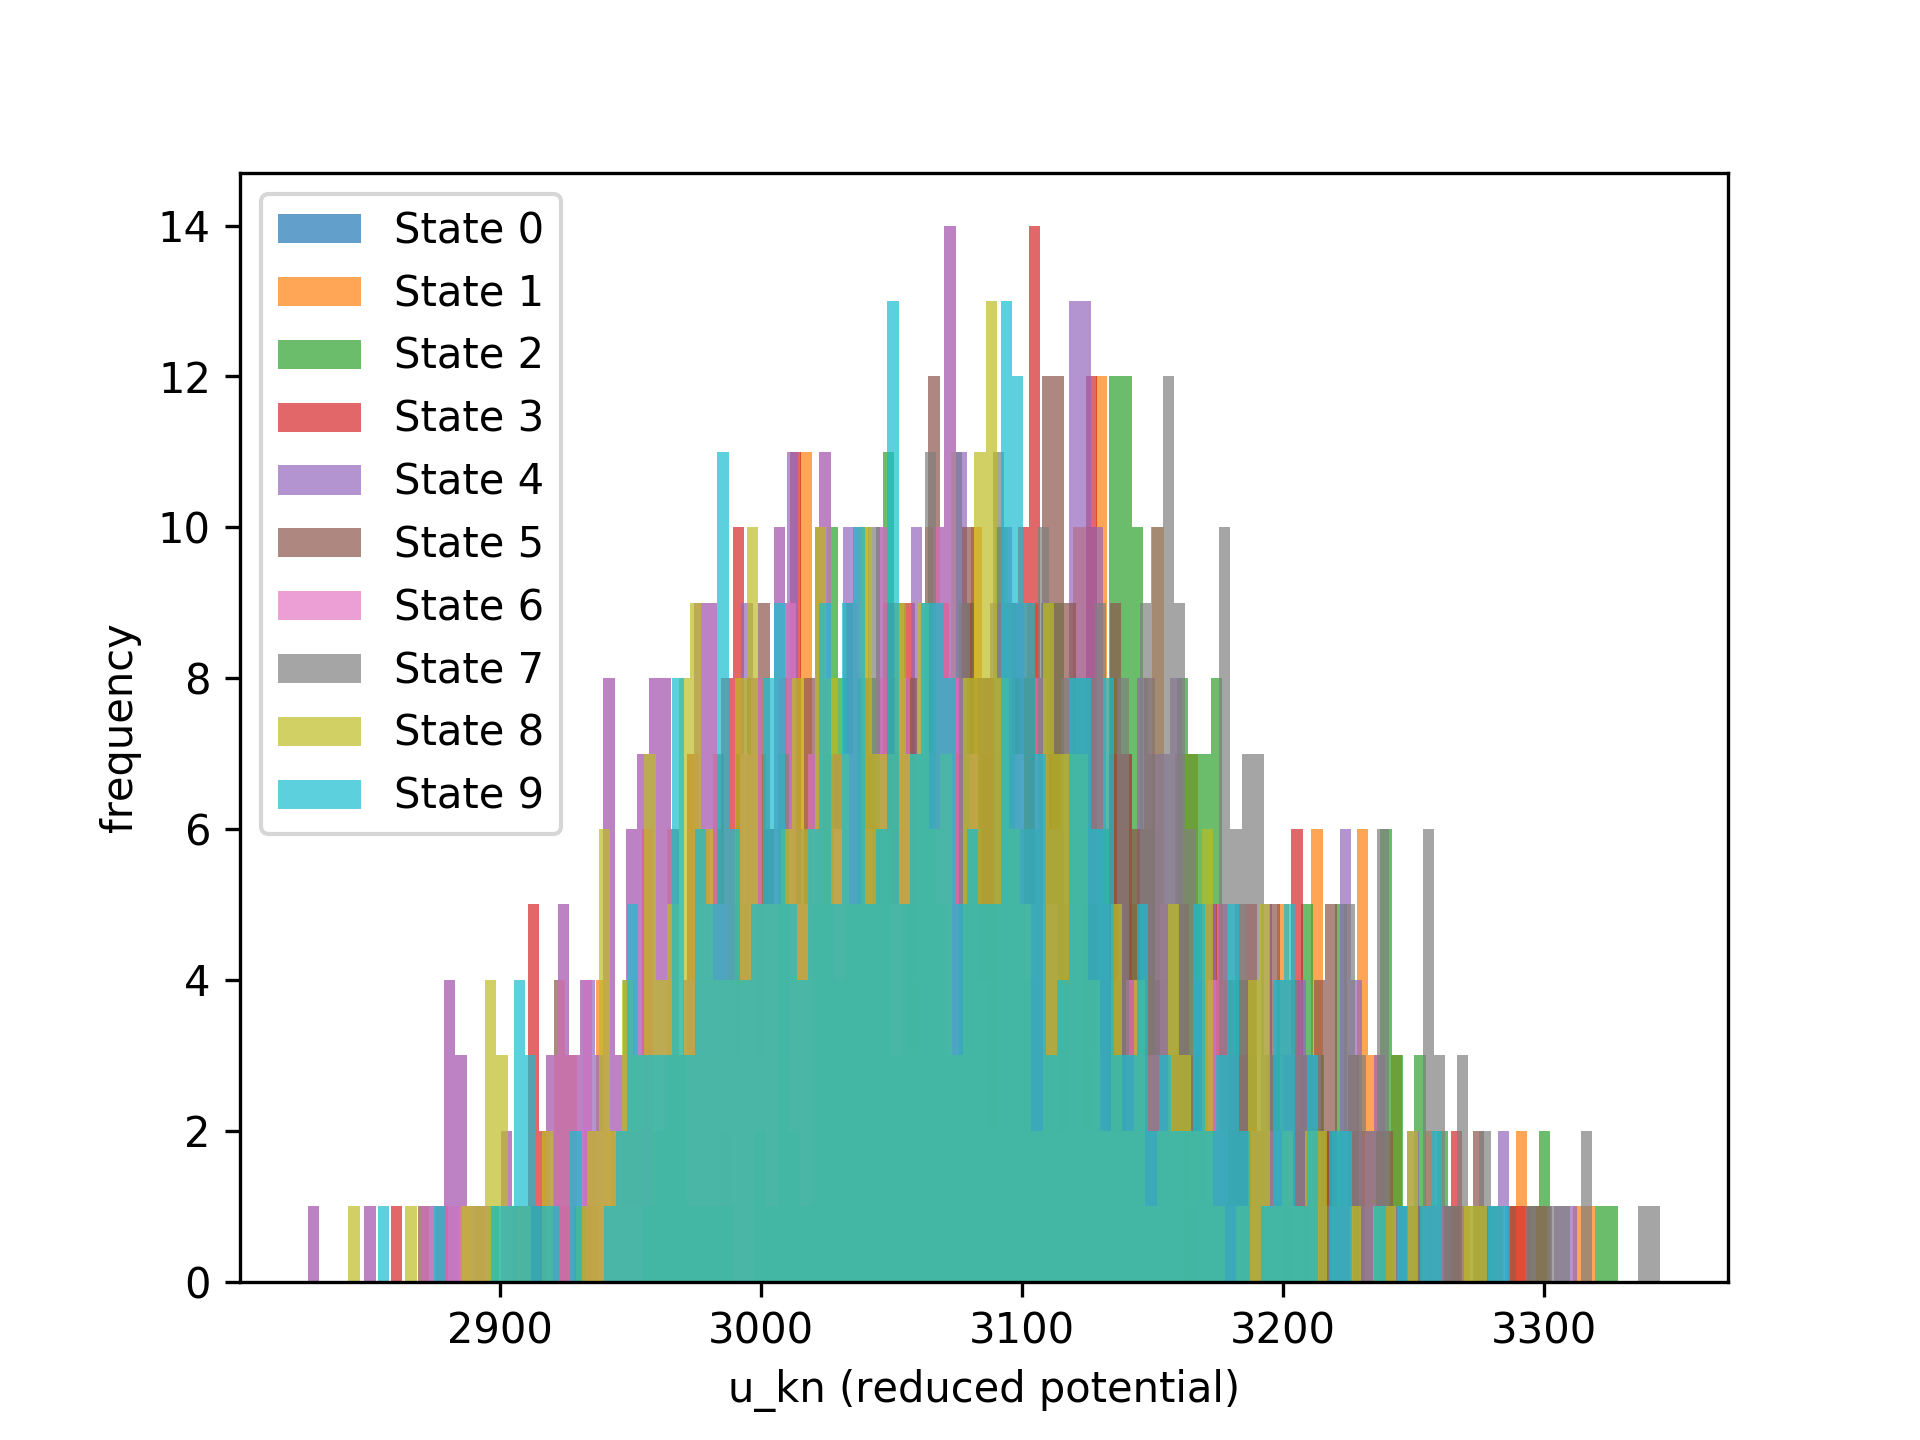 State 0
State 1
State 2
State 3
State 4
State 5
State 6
State 7
State 8
State 9
14
12
10
8
6
4
2
0
frequency
2900 3000 3100 3200 3300
u_kn (reduced potential)